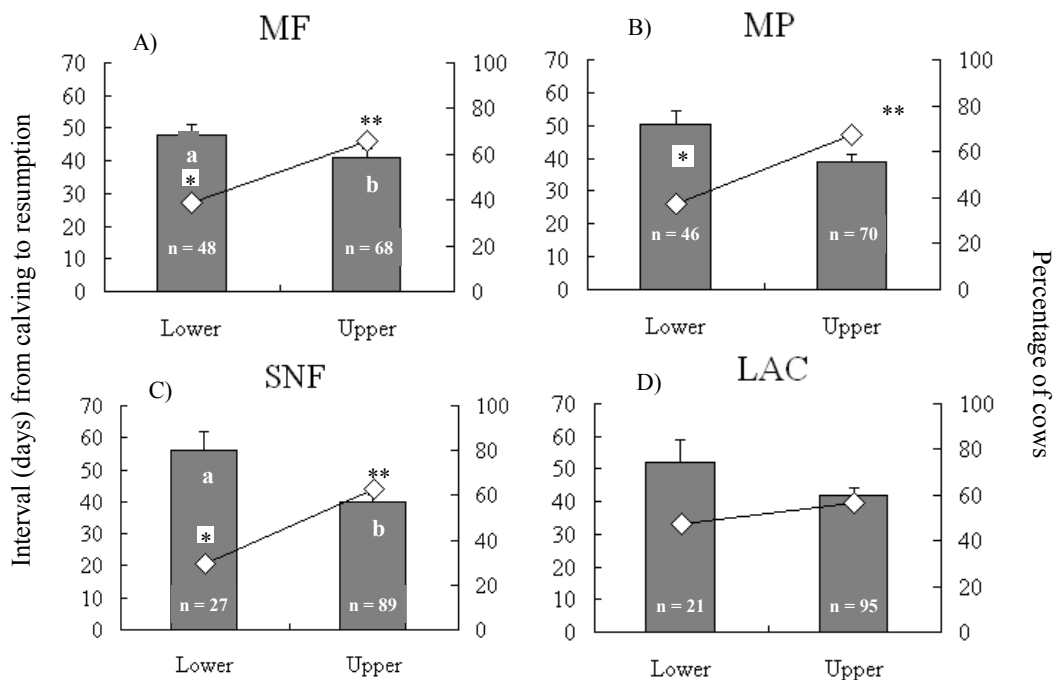 A)
MF
70
60
50
40
30
20
10
0
100
80
60
40
20
0
a
*
**
b
n = 48
n = 68
Lower Upper
B)
MP
70
60
50
40
30
20
10
0
100
80
60
40
20
0
*
**
n = 46
n = 70
Lower Upper
C)
SNF
70
60
50
40
30
20
10
0
100
80
60
40
20
0
a
*
**
b
n = 27
n = 89
Lower Upper
D)
LAC
70
60
50
40
30
20
10
0
100
80
60
40
20
0
n = 21
n = 95
Lower Upper
Interval (days) from calving to resumption
Percentage of cows